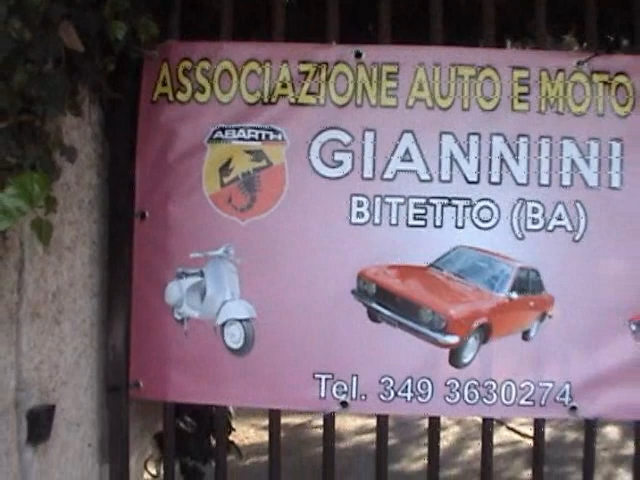 ASSOCIAZIONE AUTO E MOTO
ABARTH
GIANNINI
BITETTO (BA)
Tel. 349 3630274